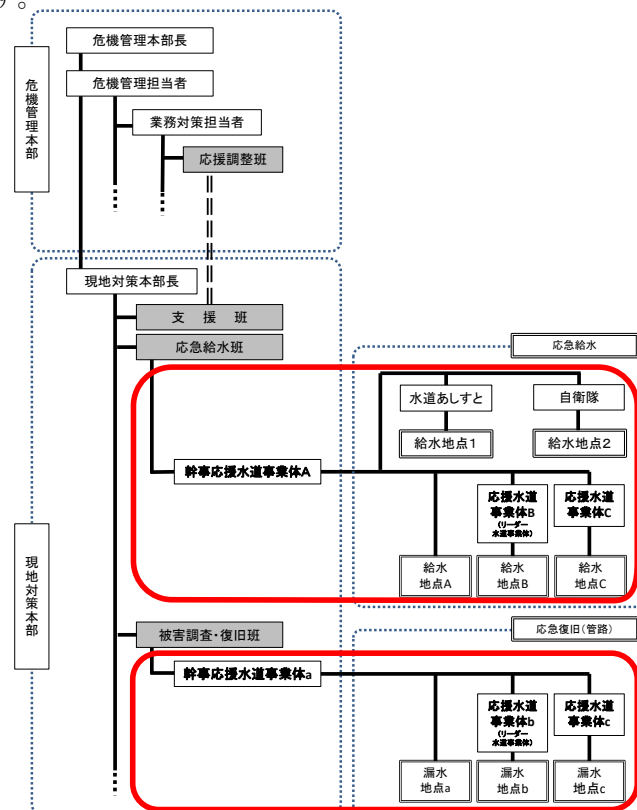 す。
危機管理本部
危機管理本部長
危機管理担当者
業務対策担当者
応援調整班
現地対策本部長
支 援 班
応急給水班
応急給水
水道あしすと
自衛隊
給水地点1
給水地点2
幹事応援水道事業体A
応援水道
事業体B
(リーダー
水道事業体)
応援水道
事業体C
給水
地点A
給水
地点B
給水
地点C
現地対策本部
被害調査・復旧班
応急復旧(管路)
幹事応援水道事業体a
応援水道
事業体b
(リーダー
水道事業体)
応援水道
事業体c
漏水
地点a
漏水
地点b
漏水
地点c